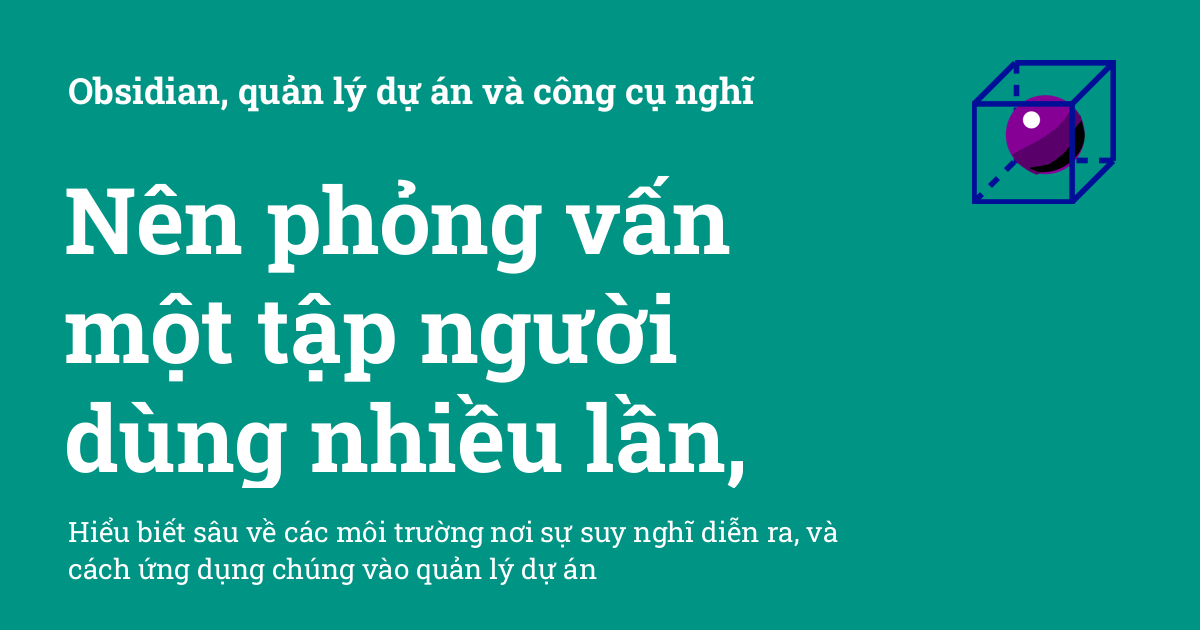 Obsidian, quản lý dự án và công cụ nghĩ
Nên phỏng vấn
một tập người
dùng nhiều lần,
Hiểu biết sâu về các môi trường nơi sự suy nghĩ diễn ra, và
cách ứng dụng chúng vào quản lý dự án